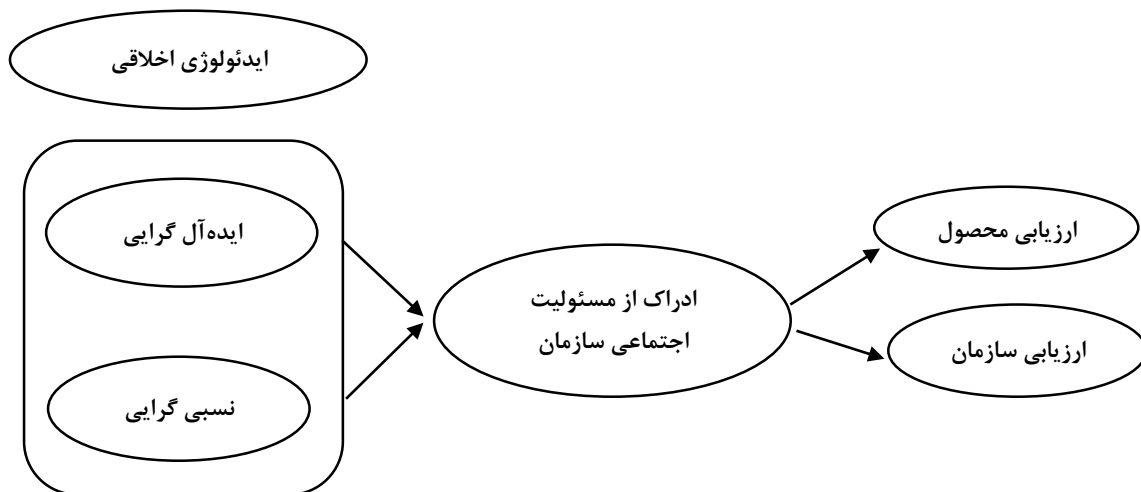 ایدئولوژی اخلاقی
ایده‌آل گرایی
نسبی گرایی
ادراک از مسئولیت
اجتماعی سازمان
ارزیابی محصول
ارزیابی سازمان